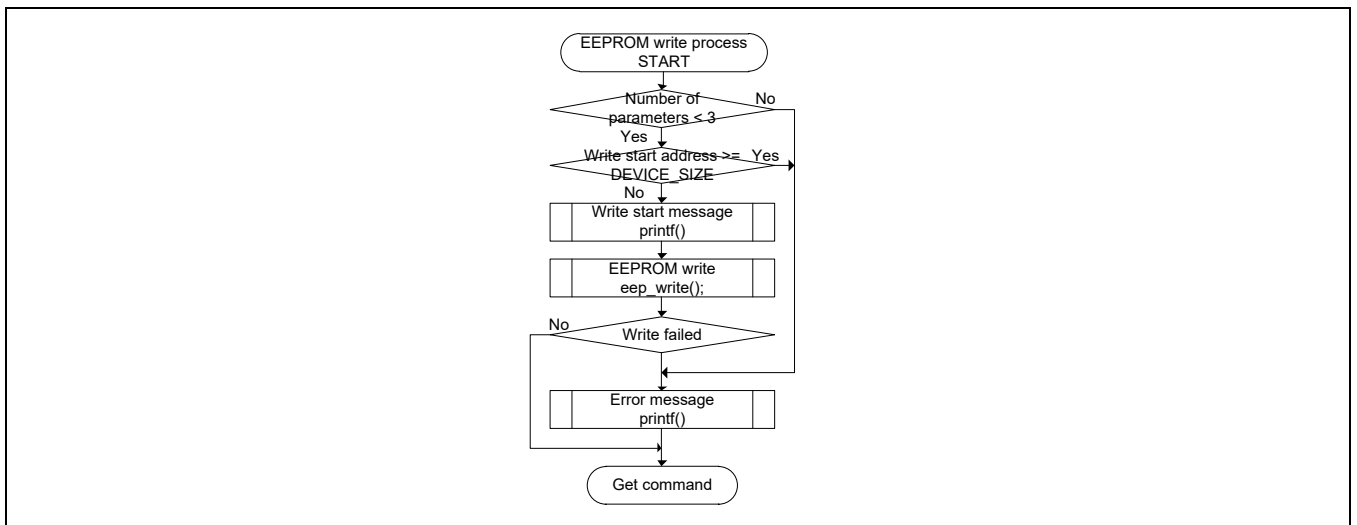 EEPROM write process
START
Number of
parameters < 3
No
Yes
Write start address >=
DEVICE_SIZE
Yes
No
Write start message
printf()
EEPROM write
eep_write();
No
Write failed
Error message
printf()
Get command